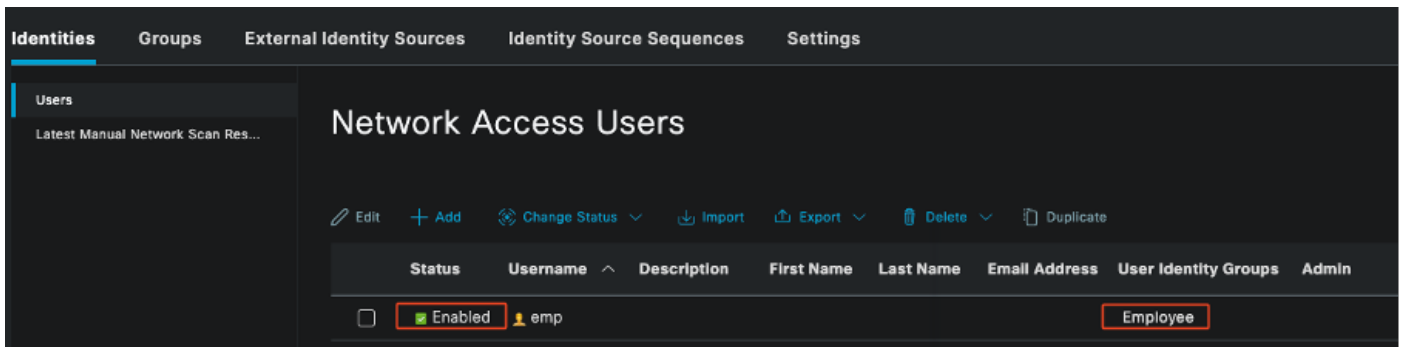 Identities Groups External Identity Sources Identity Source Sequences Settings
Users
Latest Manual Network Scan Res...
Network Access Users
Edit Add Change Status Import Export Delete Duplicate
Status Username Description First Name Last Name Email Address User Identity Groups Admin
Enabled emp Employee